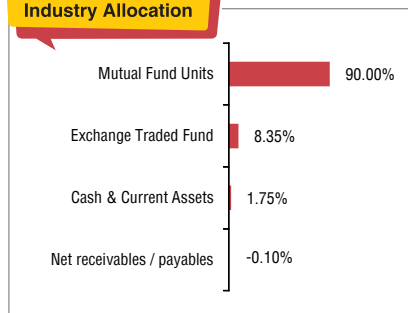 Industry Allocation
Mutual Fund Units 90.00%
Exchange Traded Fund 8.35%
Cash & Current Assets 1.75%
Net receivables / payables -0.10%